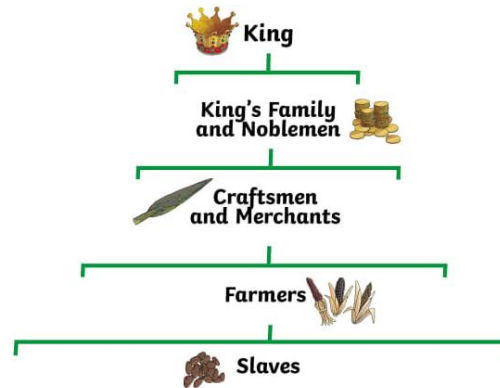 King
King's Family
and Noblemen
Craftsmen
and Merchants
Farmers
Slaves